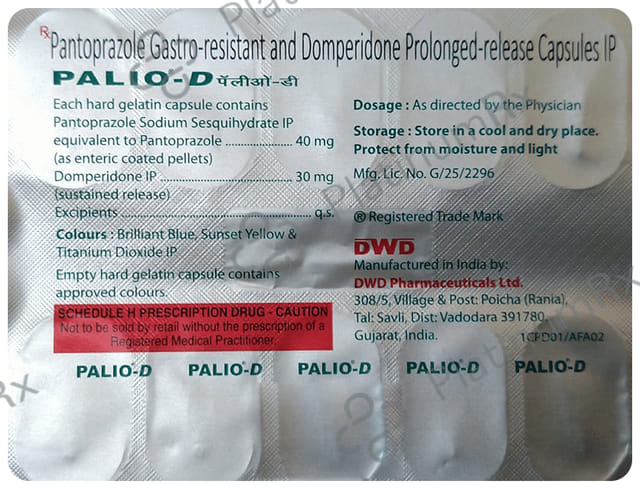 Rx Pantoprazole Gastro-resistant and Domperidone Prolonged-release Capsules IP
PALIO-D पॅलीओ-डी
Each hard gelatin capsule contains
Pantoprazole Sodium Sesquihydrate IP
equivalent to Pantoprazole .................... 40 mg
(as enteric coated pellets)
Domperidone IP ........................................ 30 mg
(sustained release)
Excipients .................................................... q.s.
Colours : Brilliant Blue, Sunset Yellow &
Titanium Dioxide IP
Empty hard gelatin capsule contains
approved colours.
SCHEDULE H PRESCRIPTION DRUG - CAUTION
Not to be sold by retail without the prescription of a
Registered Medical Practitioner.
Dosage : As directed by the Physician
Storage : Store in a cool and dry place.
Protect from moisture and light
Mfg. Lic. No. G/25/2296
® Registered Trade Mark
DWD
Manufactured in India by:
DWD Pharmaceuticals Ltd.
308/5, Village & Post: Poicha (Rania),
Tal: Savli, Dist: Vadodara 391780.
Gujarat, India.
1CPD01/AFA02
PALIO®-D PALIO®-D PALIO®-D PALIO®-D PALIO®-D
PlatinumRx
PlatinumRx